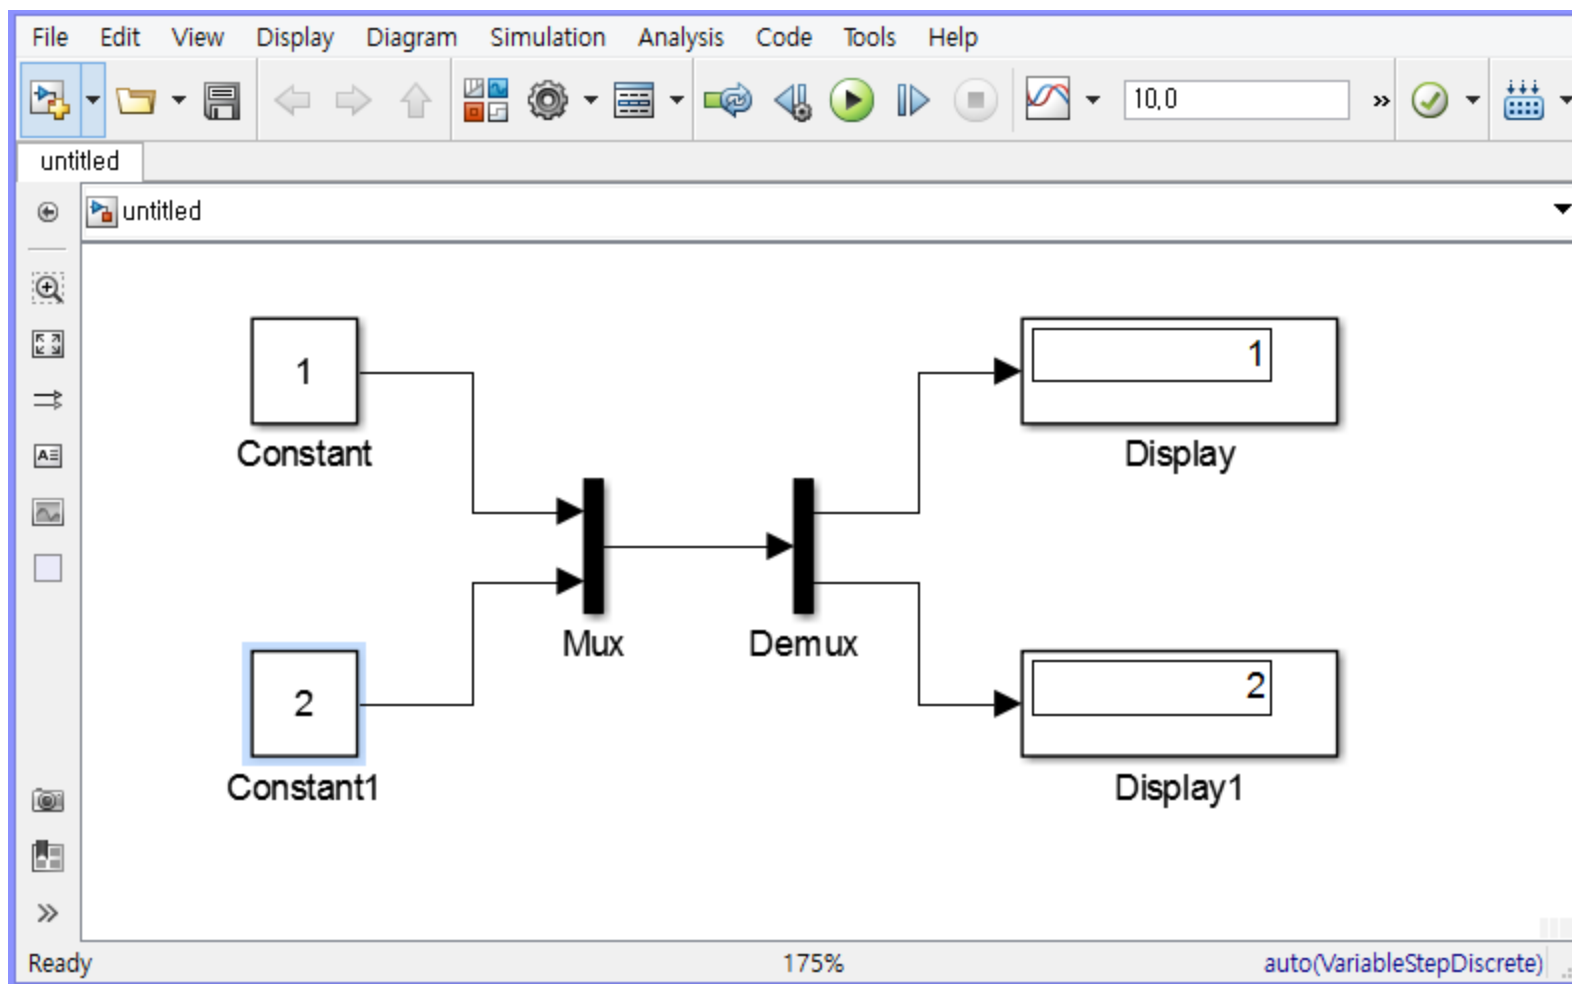 File Edit View Display Diagram Simulation Analysis Code Tools Help
10,0
untitled
untitled
1
Constant
1
Display
Mux
Demux
2
Constant1
2
Display1
Ready 175% auto(VariableStepDiscrete)